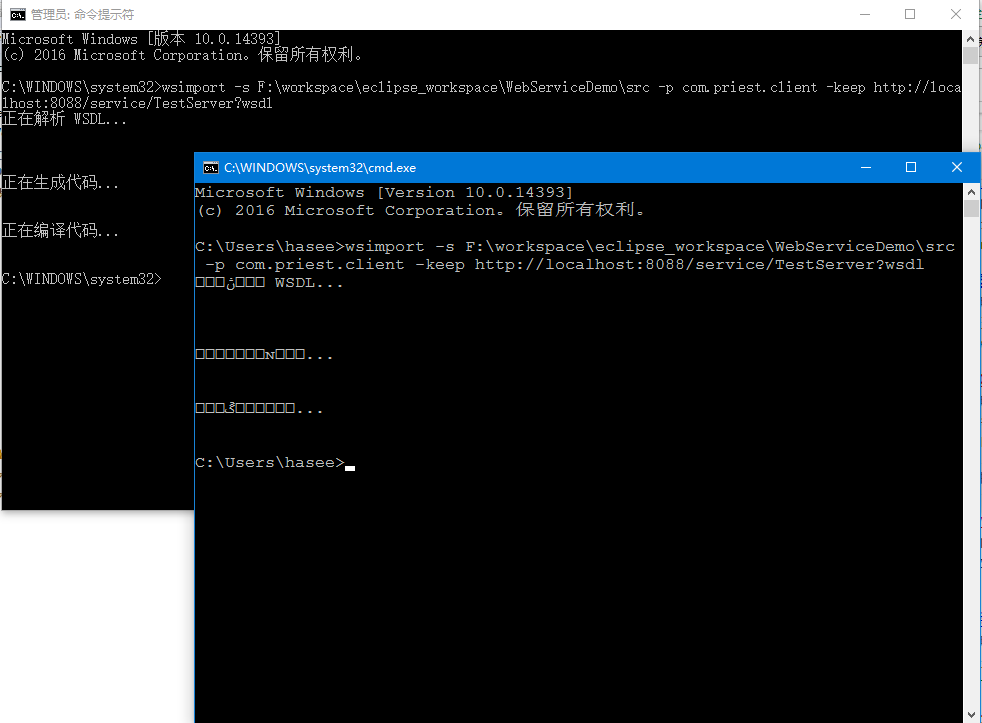 管理员: 命令提示符
Microsoft Windows [版本 10.0.14393]
(c) 2016 Microsoft Corporation。保留所有权利。
C:\WINDOWS\system32>wsimport -s F:\workspace\eclipse_workspace\WebServiceDemo\src -p com.priest.client -keep http://loca
lhost:8088/service/TestServer?wsdl
正在解析 WSDL...
正在生成代码...
正在编译代码...
C:\WINDOWS\system32>
C:\WINDOWS\system32\cmd.exe
Microsoft Windows [Version 10.0.14393]
(c) 2016 Microsoft Corporation。保留所有权利。
C:\Users\hasee>wsimport -s F:\workspace\eclipse_workspace\WebServiceDemo\src
-p com.priest.client -keep http://localhost:8088/service/TestServer?wsdl
WSDL...
...
...
C:\Users\hasee>